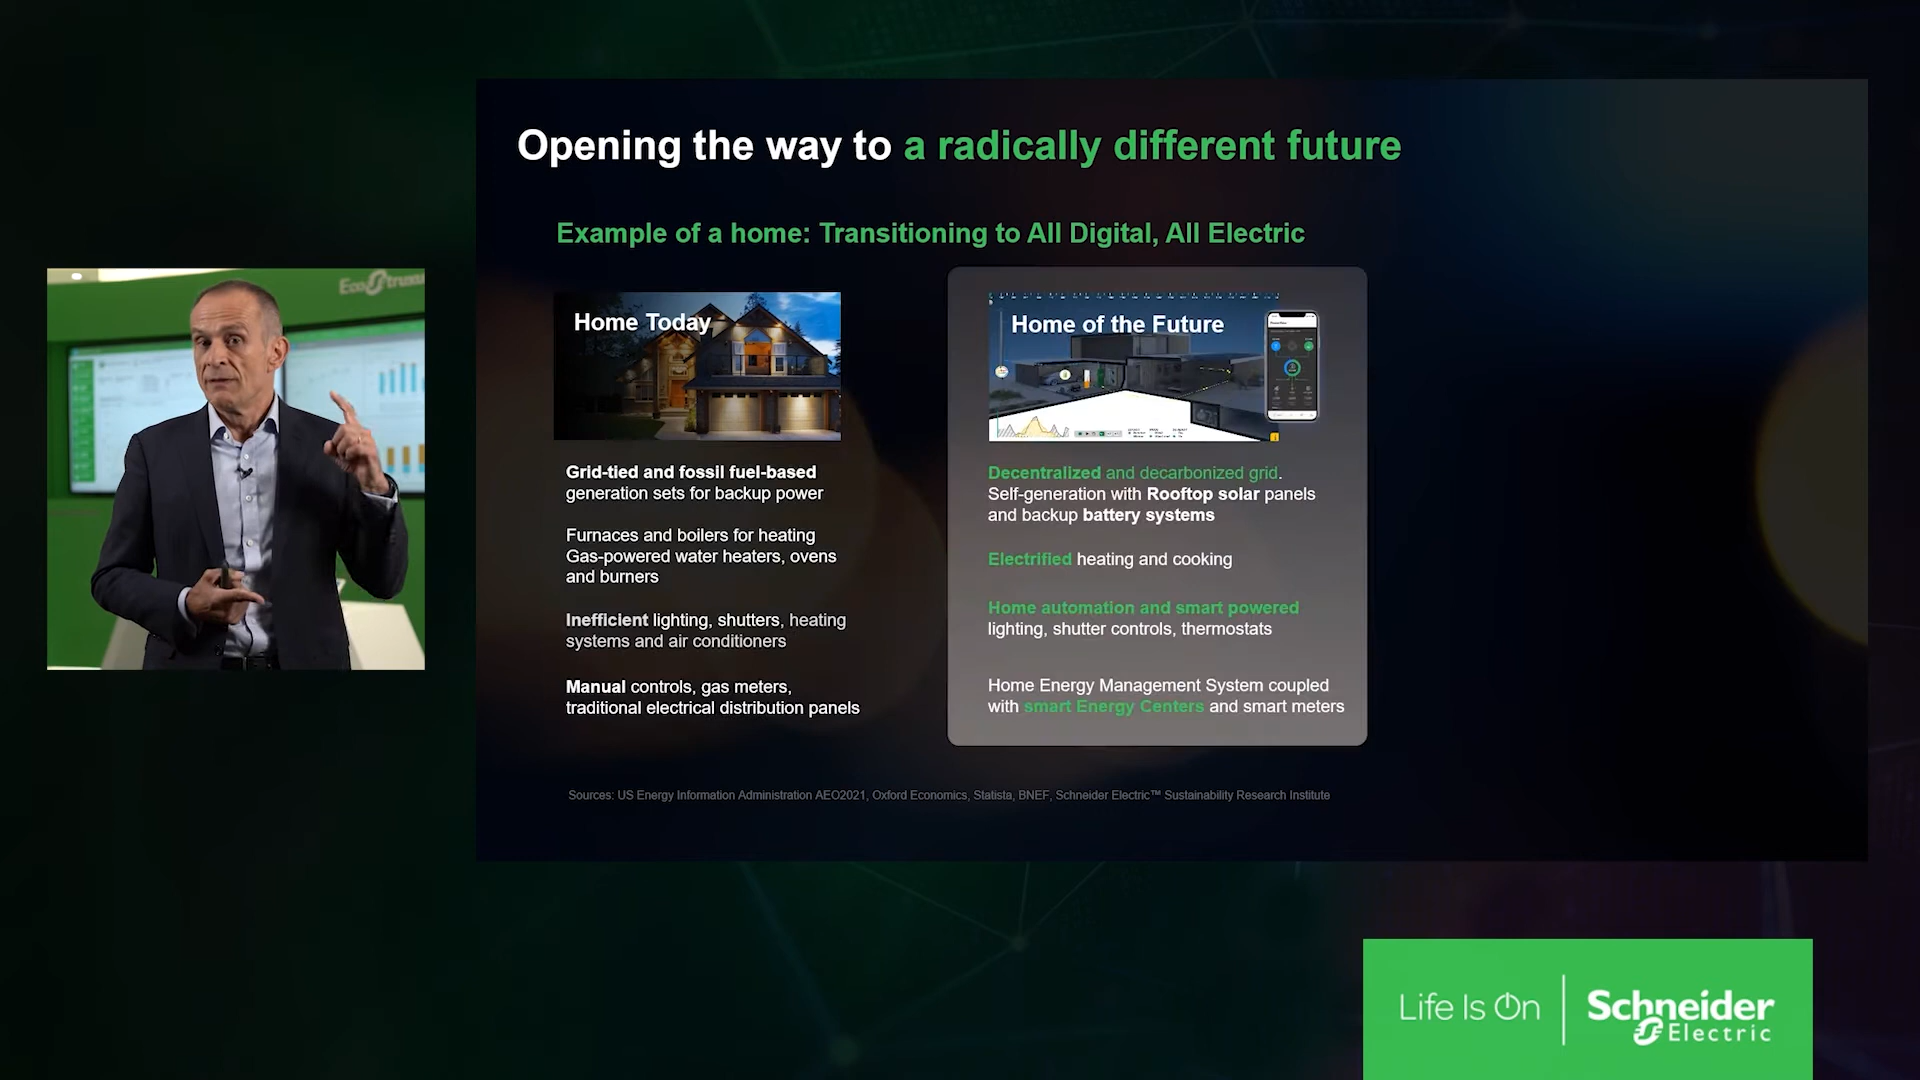 Opening the way to a radically different future
Example of a home: Transitioning to All Digital, All Electric
Home Today
Grid-tied and fossil fuel-based
generation sets for backup power
Furnaces and boilers for heating
Gas-powered water heaters, ovens
and burners
Inefficient lighting, shutters, heating
systems and air conditioners
Manual controls, gas meters,
traditional electrical distribution panels
Home of the Future
Decentralized and decarbonized grid.
Self-generation with Rooftop solar panels
and backup battery systems
Electrified heating and cooking
Home automation and smart powered
lighting, shutter controls, thermostats
Home Energy Management System coupled
with smart Energy Centers and smart meters
Sources: US Energy Information Administration AEO2021, Oxford Economics, Statista, BNEF, Schneider Electric™ Sustainability Research Institute
Life Is On
Schneider
Electric